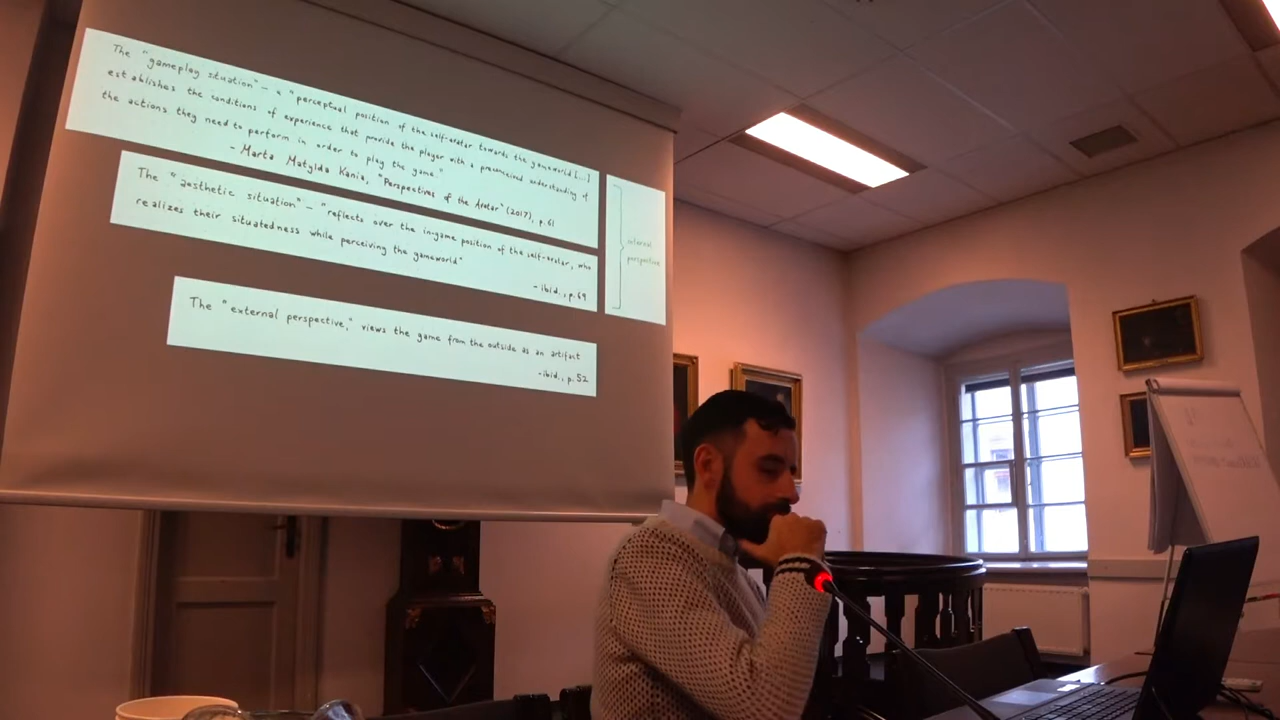 The "gameplay situation" – a "perceptual position of the self-avatar towards the gameworld [...]
establishes the conditions of experience that provide the player with a preconceived understanding of
the actions they need to perform in order to play the game."
- Marta Matylda Kania, "Perspectives of the Avatar" (2017), p.61
The "aesthetic situation" – "reflects over the in-game position of the self-avatar, who
realizes their situatedness while perceiving the gameworld"
- ibid., p.69
internal
perspective
The "external perspective," views the game from the outside as an artifact
- ibid., p.52